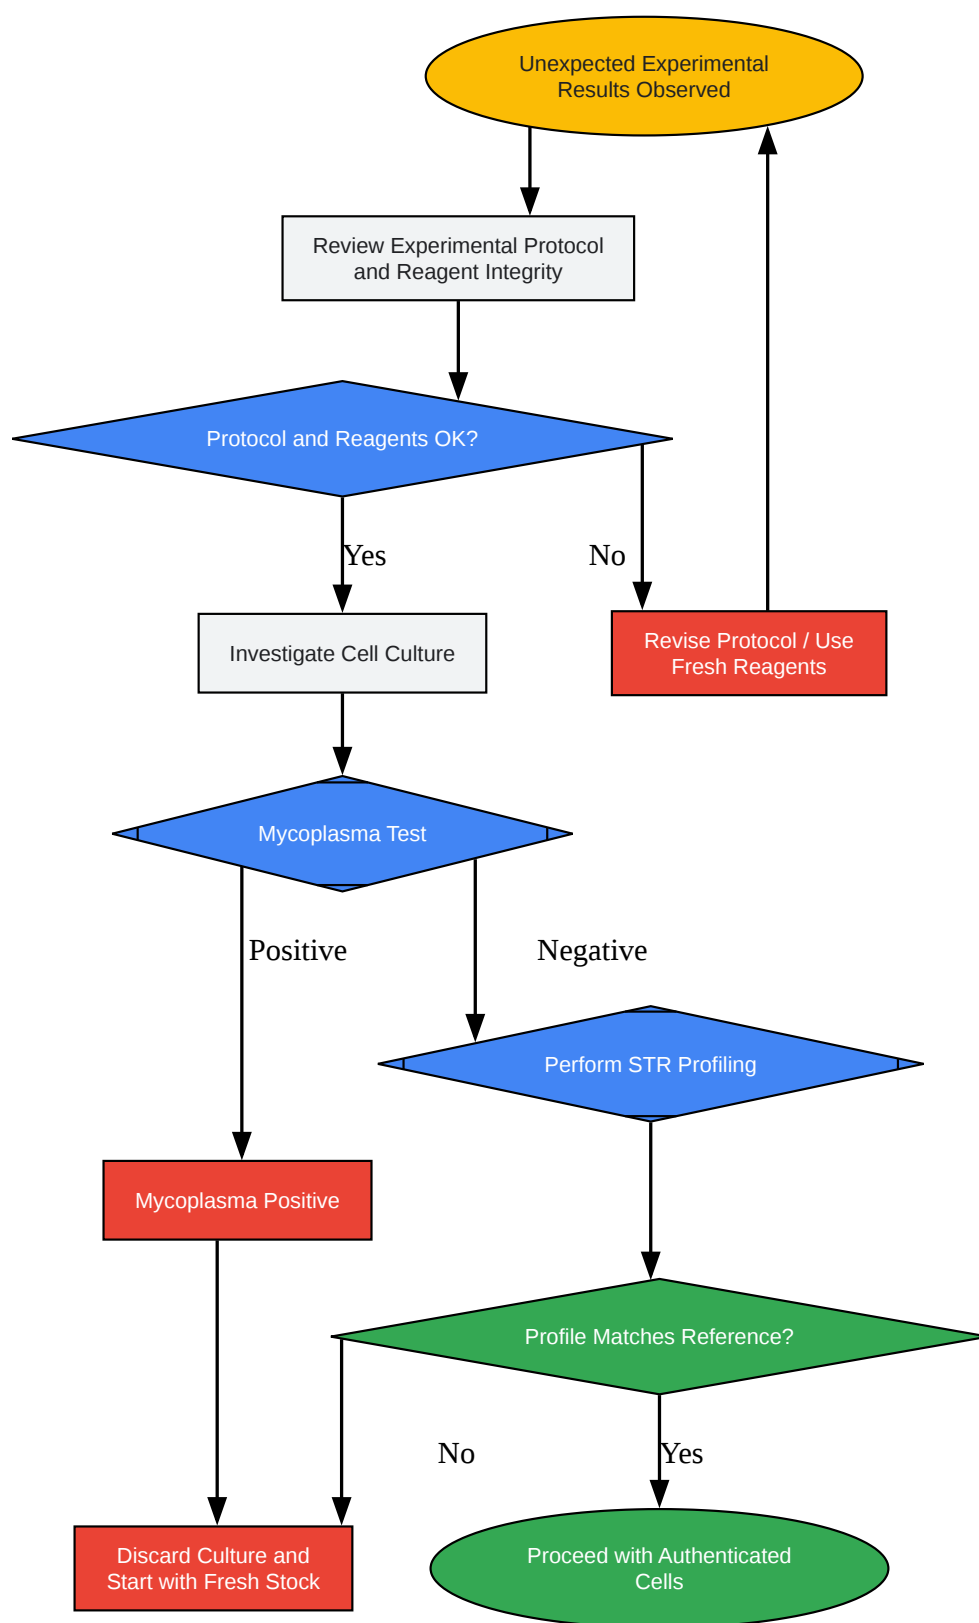 Unexpected Experimental
Results Observed
Review Experimental Protocol
and Reagent Integrity
Protocol and Reagents OK?
Yes
No
Investigate Cell Culture
Revise Protocol / Use
Fresh Reagents
Mycoplasma Test
Positive
Negative
Perform STR Profiling
Mycoplasma Positive
Profile Matches Reference?
No
Yes
Discard Culture and
Start with Fresh Stock
Proceed with Authenticated
Cells